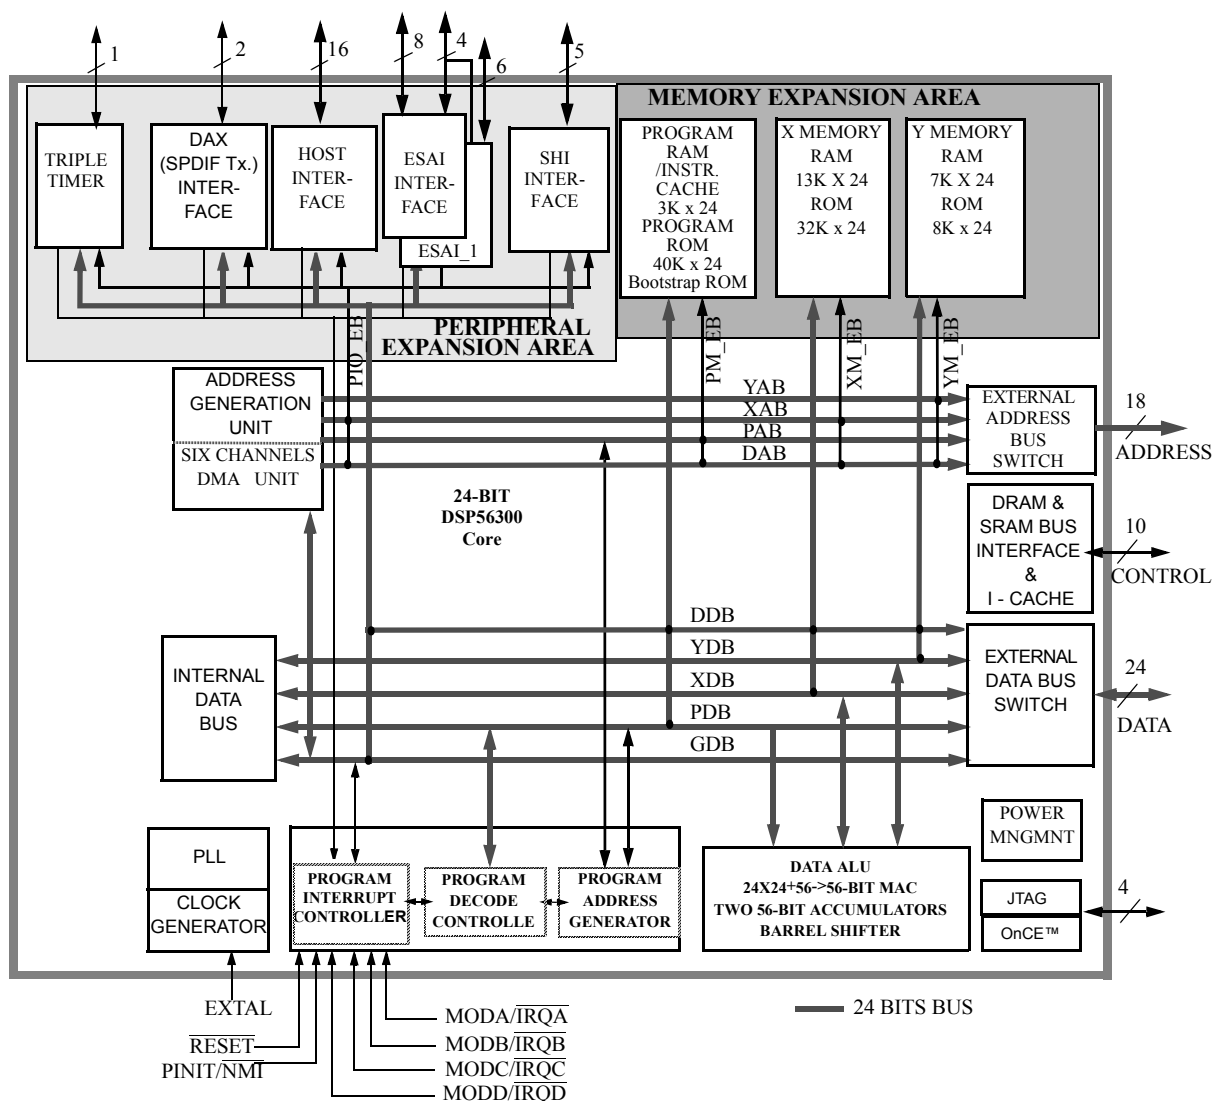 1
2
16
8
4
6
5
MEMORY EXPANSION AREA
TRIPLE
TIMER
DAX
(SPDIF Tx.)
INTER-
FACE
HOST
INTER-
FACE
ESAI
INTER-
FACE
ESAI_1
SHI
INTER-
FACE
PROGRAM
RAM
/INSTR.
CACHE
3K x 24
PROGRAM
ROM
40K x 24
Bootstrap ROM
X MEMORY
RAM
13K X 24
ROM
32K x 24
Y MEMORY
RAM
7K X 24
ROM
8K x 24
PERIPHERAL
EXPANSION AREA
PIO_EB
PM_EB
XM_EB
YM_EB
ADDRESS
GENERATION
UNIT
SIX CHANNELS
DMA UNIT
YAB
XAB
PAB
DAB
EXTERNAL
ADDRESS
BUS
SWITCH
18
ADDRESS
24-BIT
DSP56300
Core
DRAM &
SRAM BUS
INTERFACE
&
I - CACHE
10
CONTROL
INTERNAL
DATA
BUS
DDB
YDB
XDB
PDB
GDB
EXTERNAL
DATA BUS
SWITCH
24
DATA
PLL
CLOCK
GENERATOR
PROGRAM
INTERRUPT
CONTROLLER
PROGRAM
DECODE
CONTROLLE
PROGRAM
ADDRESS
GENERATOR
DATA ALU
24X24+56->56-BIT MAC
TWO 56-BIT ACCUMULATORS
BARREL SHIFTER
POWER
MNGMNT
JTAG
OnCE™
4
EXTAL
RESET
PINIT/NMI
MODA/IRQA
MODB/IRQB
MODC/IRQC
MODD/IRQD
24 BITS BUS